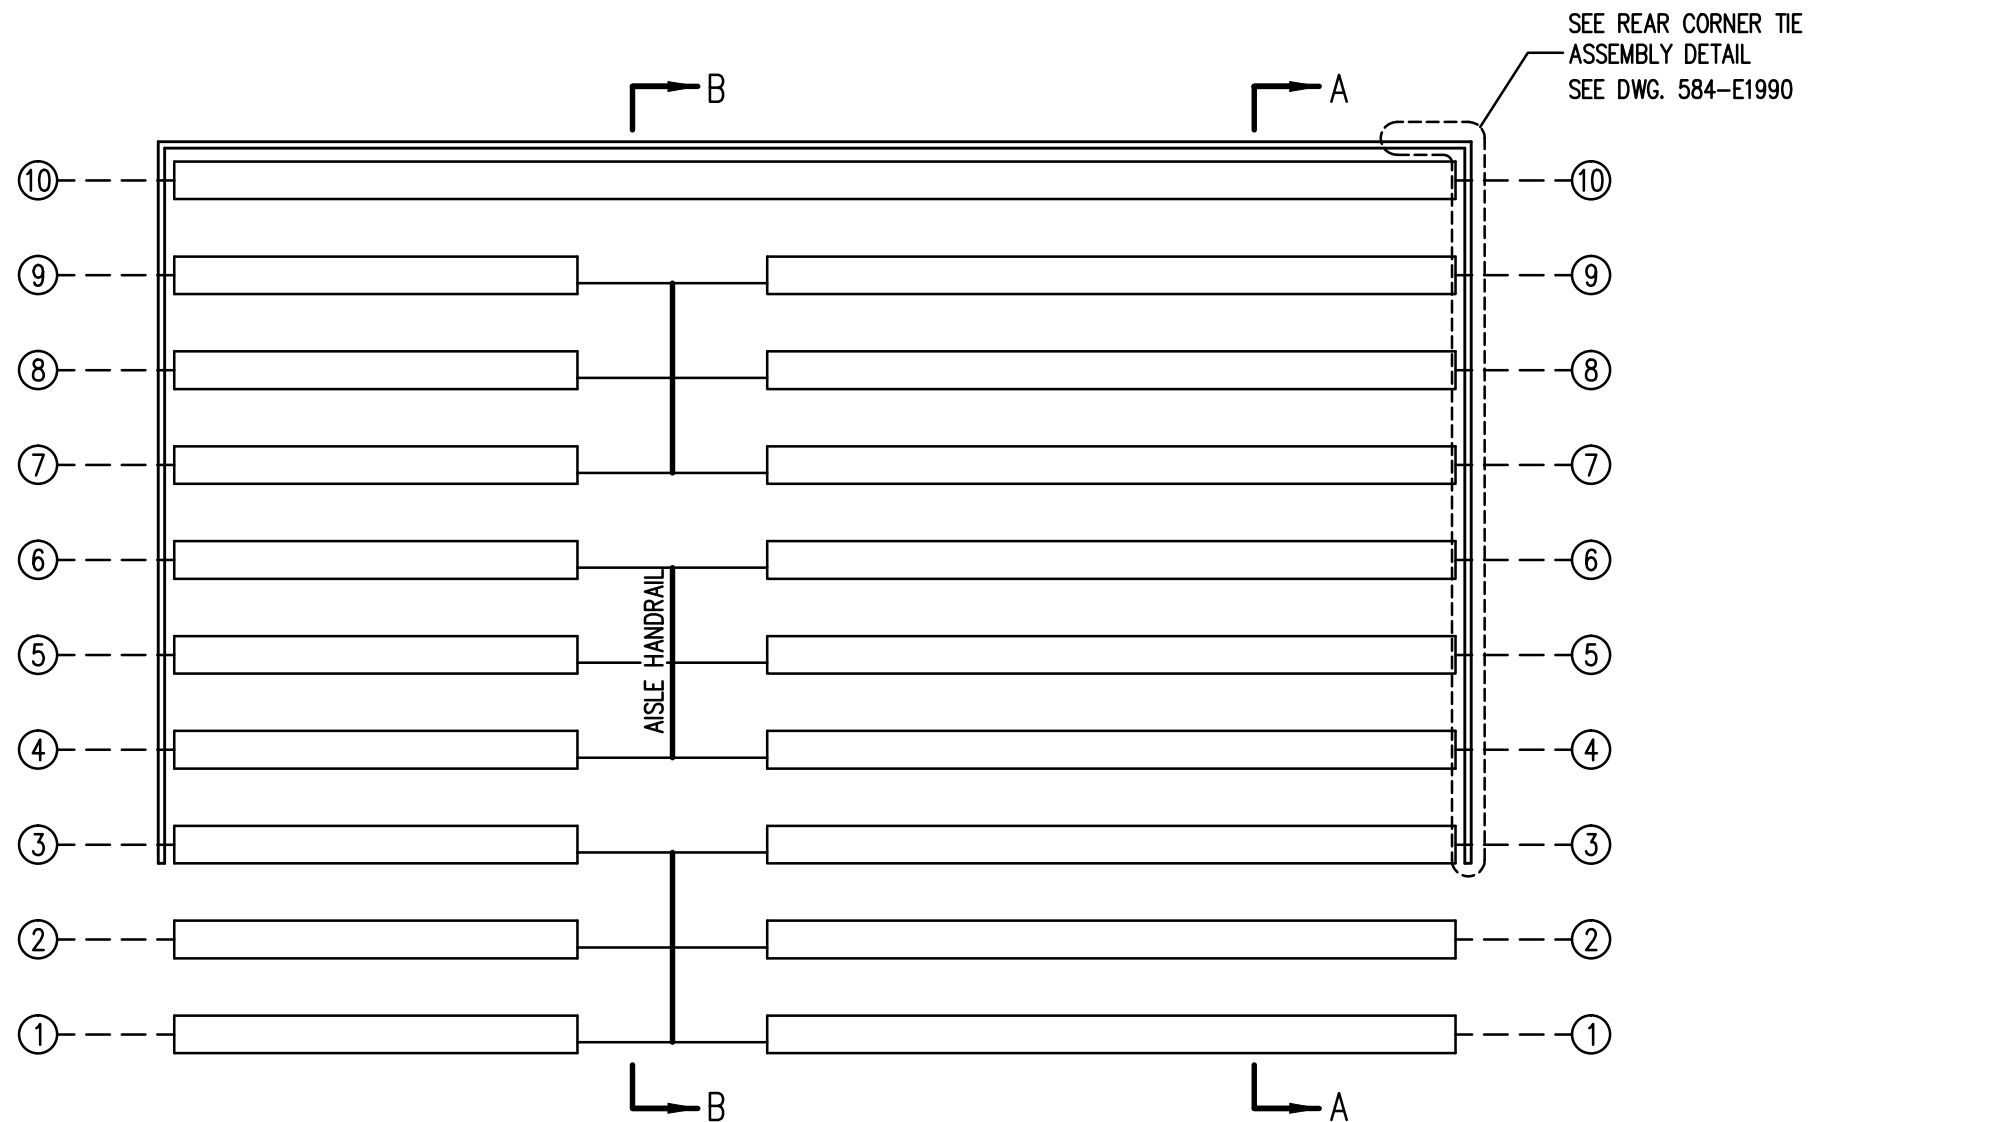 SEE REAR CORNER TIE
ASSEMBLY DETAIL
SEE DWG. 584-E1990
B A
10 10
9 9
8 8
7 7
6 6
AISLE HANDRAIL
5 5
4 4
3 3
2 2
1 1
B A